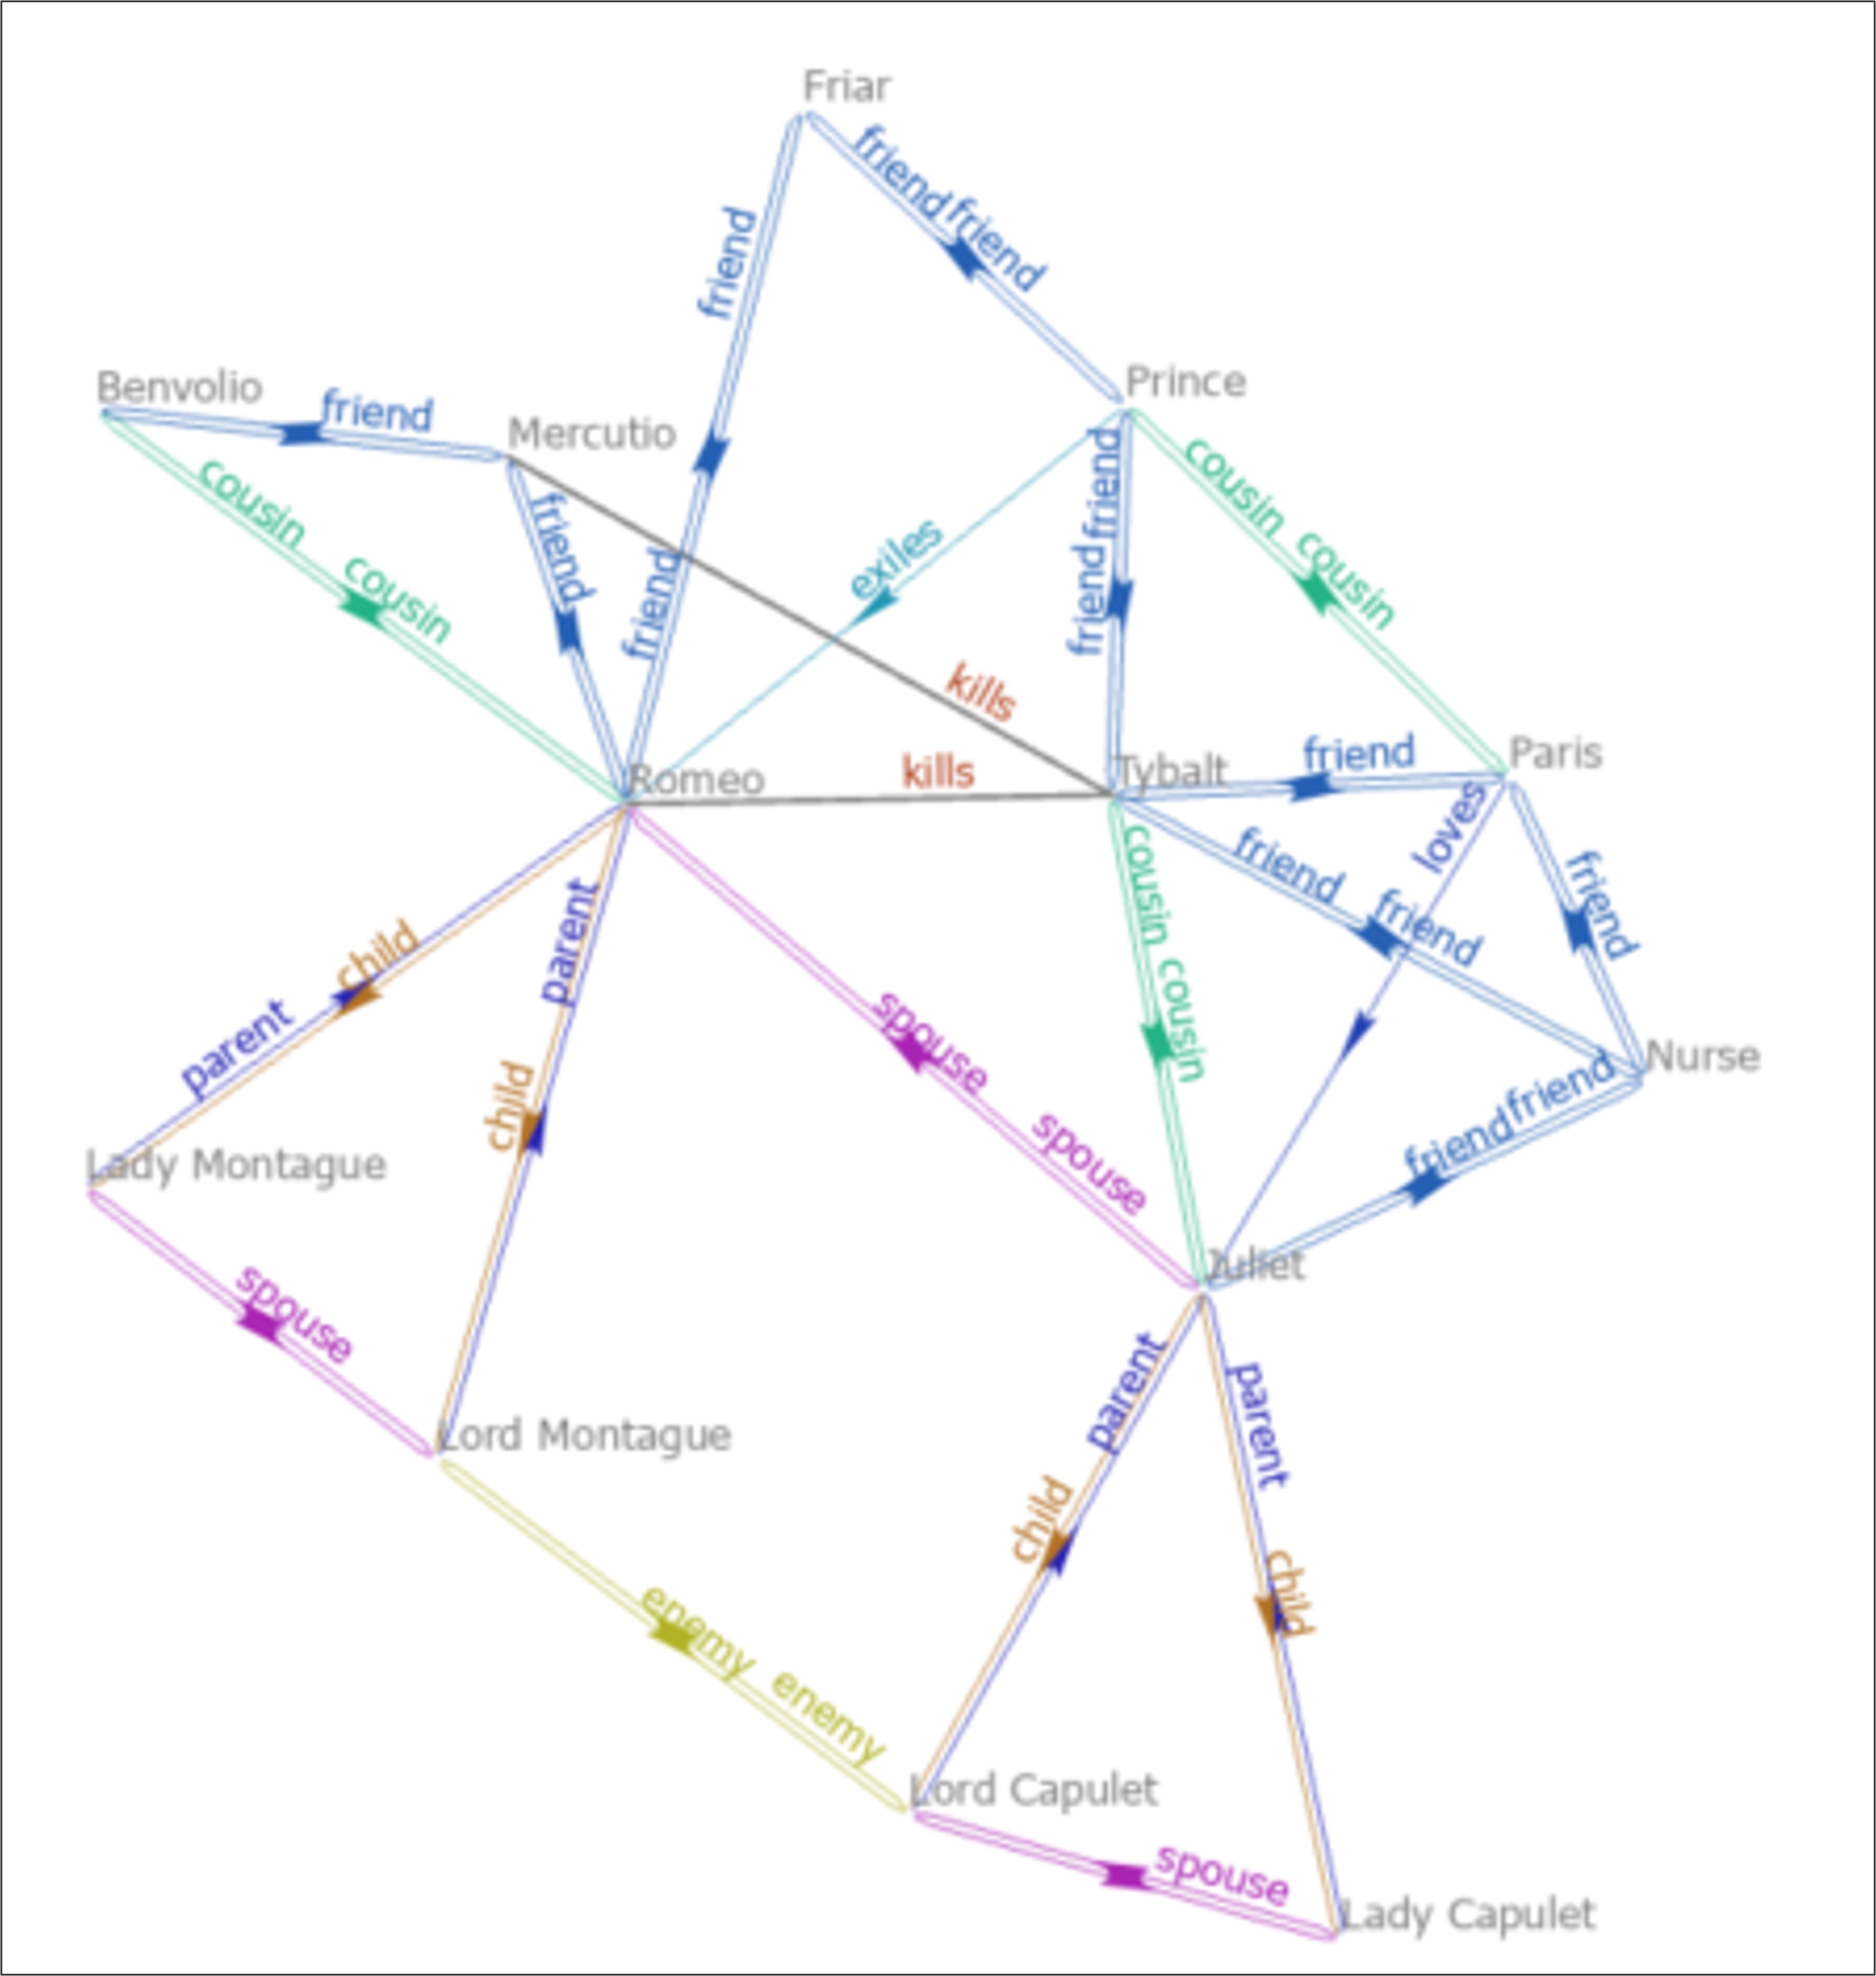 Friar
friend
friend
friend
Prince
Benvolio
friend
Mercutio
cousin
cousin
friend
friend
exiles
friend
friend
cousin
cousin
kills
kills
Romeo
Tybalt
friend
Paris
loves
friend
friend
friend
cousin
cousin
Nurse
friend
friend
child
parent
parent
child
spouse
spouse
Lady Montague
Juliet
spouse
Lord Montague
parent
child
parent
child
enemy
enemy
Lord Capulet
spouse
Lady Capulet